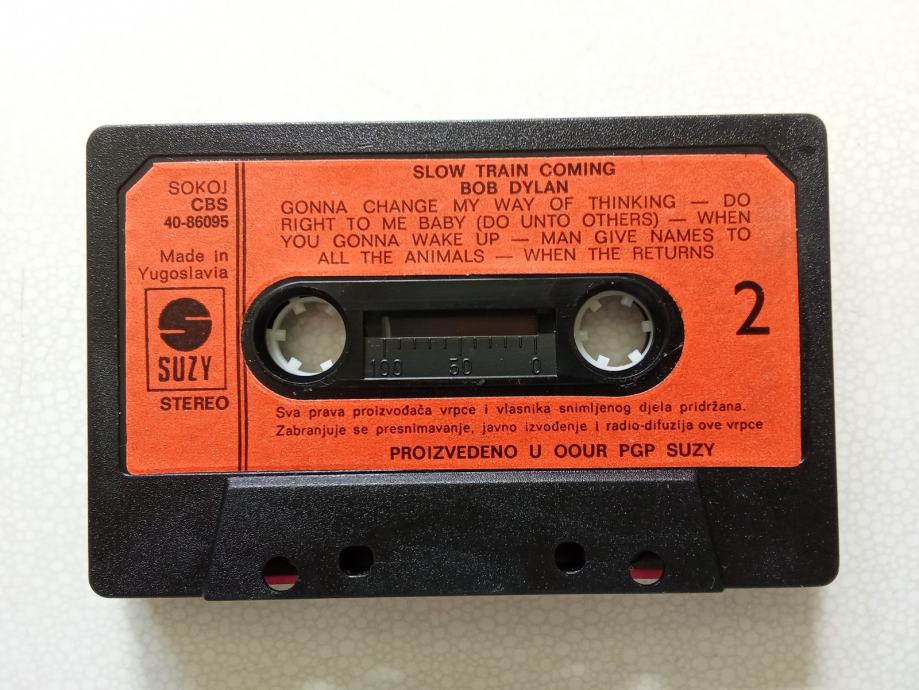 SLOW TRAIN COMING
BOB DYLAN
GONNA CHANGE MY WAY OF THINKING — DO
RIGHT TO ME BABY (DO UNTO OTHERS) — WHEN
YOU GONNA WAKE UP — MAN GIVE NAMES TO
ALL THE ANIMALS — WHEN THE RETURNS
SOKOJ
CBS
40-86095
Made in
Yugoslavia
SUZY
STEREO
2
100 50 0
Sva prava proizvođača vrpce i vlasnika snimljenog djela pridržana.
Zabranjuje se presnimavanje, javno izvođenje i radio-difuzija ove vrpce
PROIZVEDENO U OOUR PGP SUZY